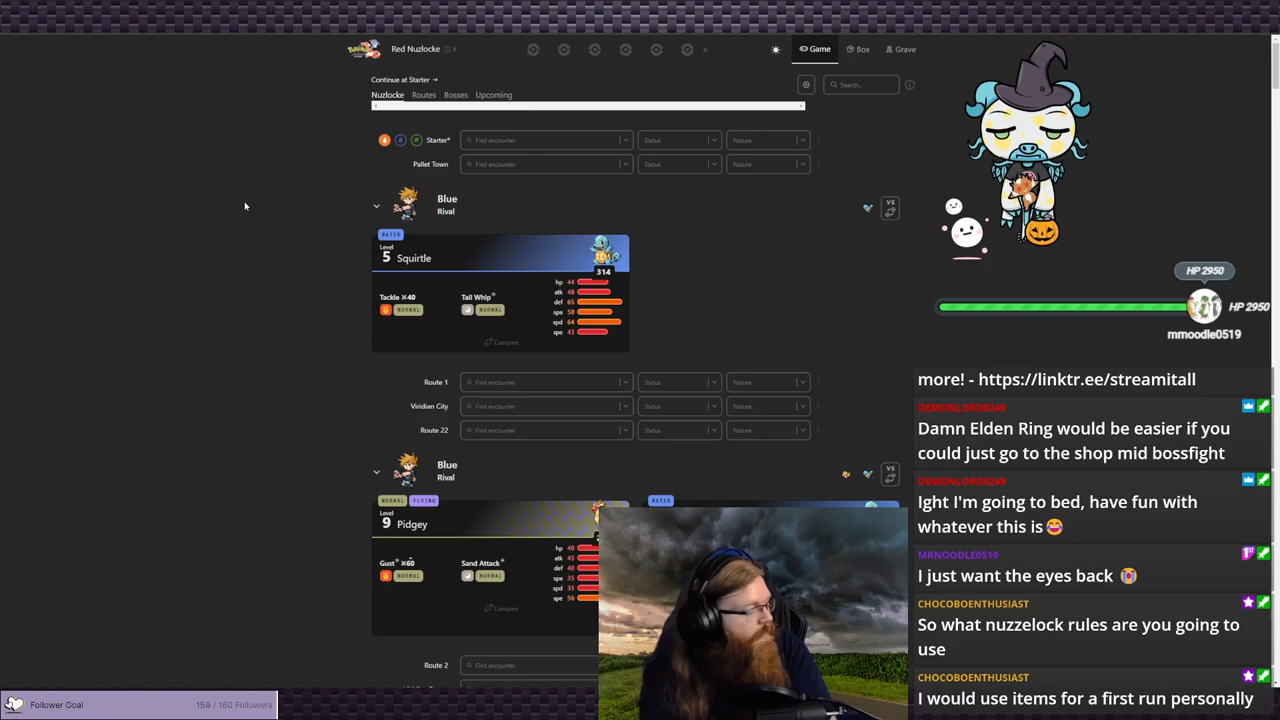 Red Nuzlocke
Game
Box
Grave
Continue at Starter →
Nuzlocke Routes Bosses Upcoming
Search...
Starter* Find encounter Status Nature
Pallet Town Find encounter Status Nature
Blue
Rival
VS
WATER
Level
5 Squirtle
314
hp 44
atk 48
def 65
spa 50
spd 64
spe 43
Tackle 40
NORMAL
Tail Whip*
NORMAL
Compare
Route 1 Find encounter Status Nature
Viridian City Find encounter Status Nature
Route 22 Find encounter Status Nature
Blue
Rival
VS
NORMAL FLYING
WATER
Level
9 Pidgey
hp 40
atk 45
def 40
spa 35
spd 35
spe 56
Gust* 60
NORMAL
Sand Attack*
NORMAL
Compare
Route 2 Find encounter
HP 2950
HP 2950
mmoodle0519
more! - https://linktr.ee/streamitall
DEMONLORD8249
Damn Elden Ring would be easier if you
could just go to the shop mid bossfight
DEMONLORD8249
Ight I'm going to bed, have fun with
whatever this is😂
MRNOODLE0519
I just want the eyes back 😭
CHOCOBOENTHUSIAST
So what nuzzelock rules are you going to
use
CHOCOBOENTHUSIAST
I would use items for a first run personally
Follower Goal 159 / 160 Followers